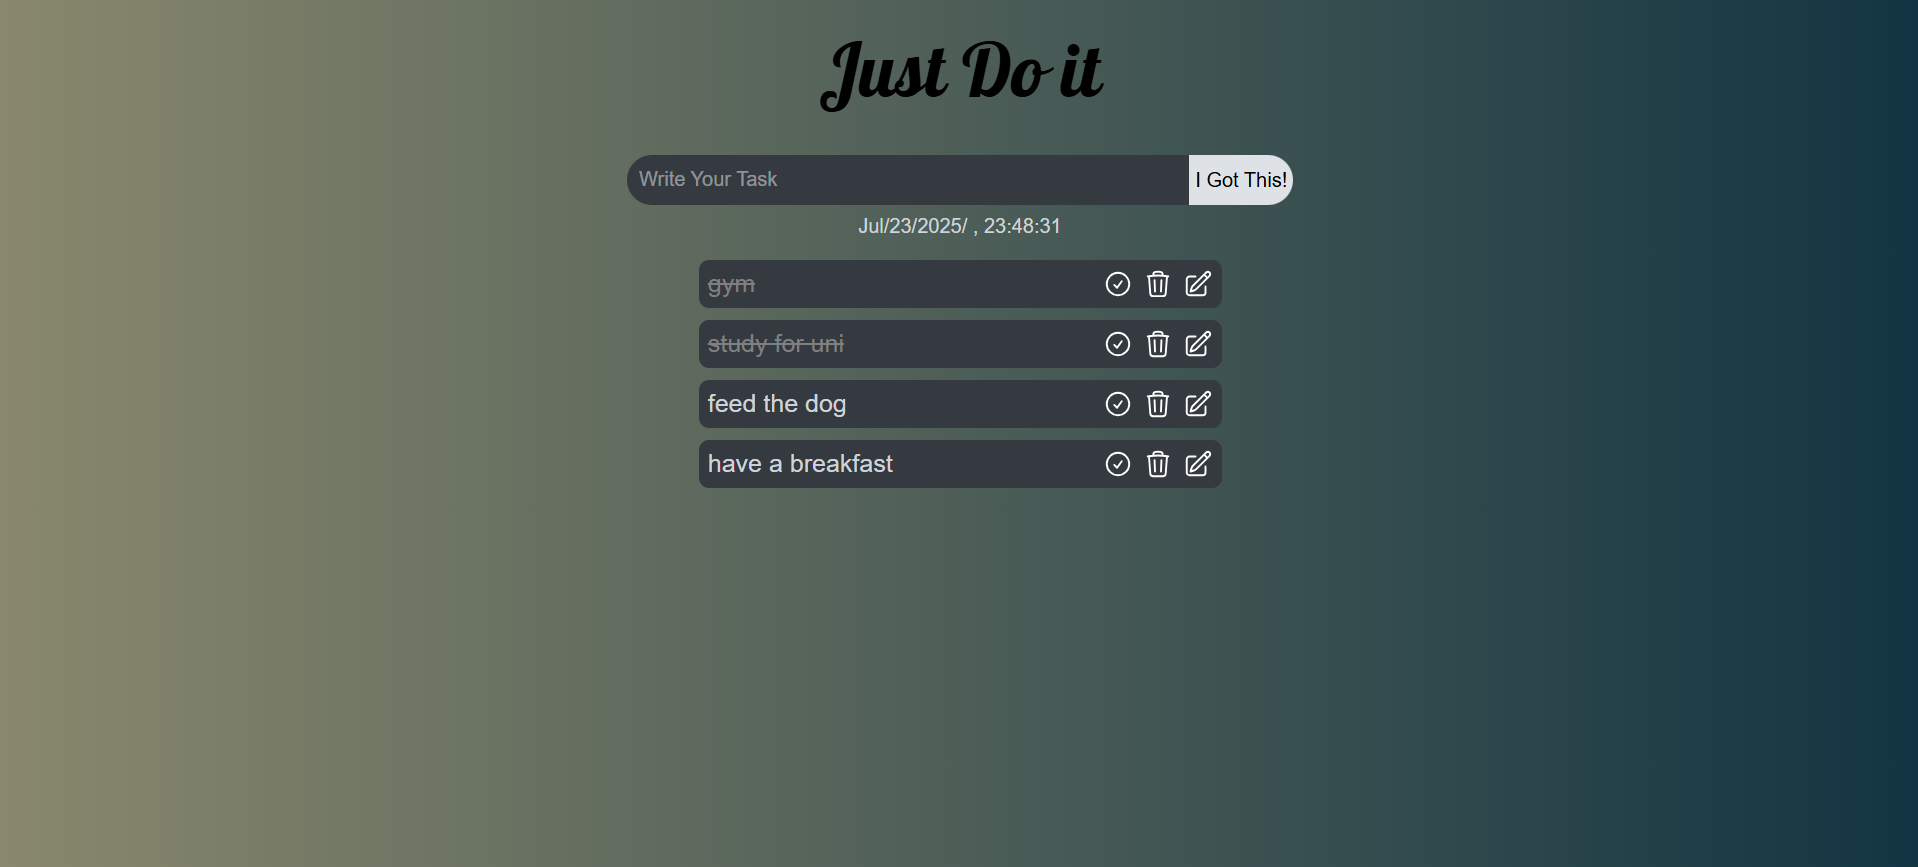 Just Do it
Write Your Task
I Got This!
Jul/23/2025/ , 23:48:31
gym
study for uni
feed the dog
have a breakfast